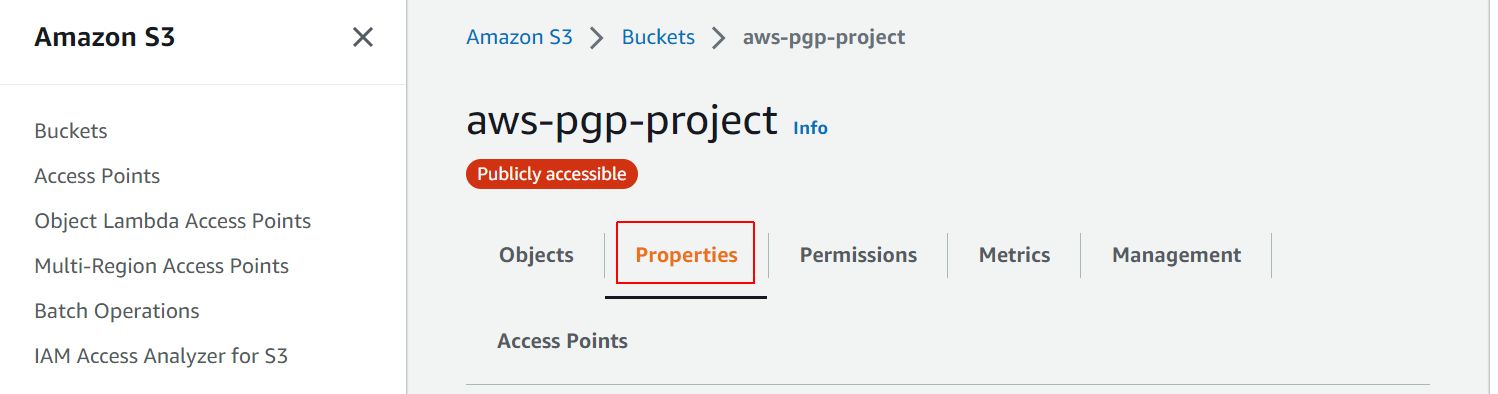 Amazon S3
Buckets
Access Points
Object Lambda Access Points
Multi-Region Access Points
Batch Operations
IAM Access Analyzer for S3
Amazon S3 > Buckets > aws-pgp-project
aws-pgp-project Info
Publicly accessible
Objects Properties Permissions Metrics Management
Access Points